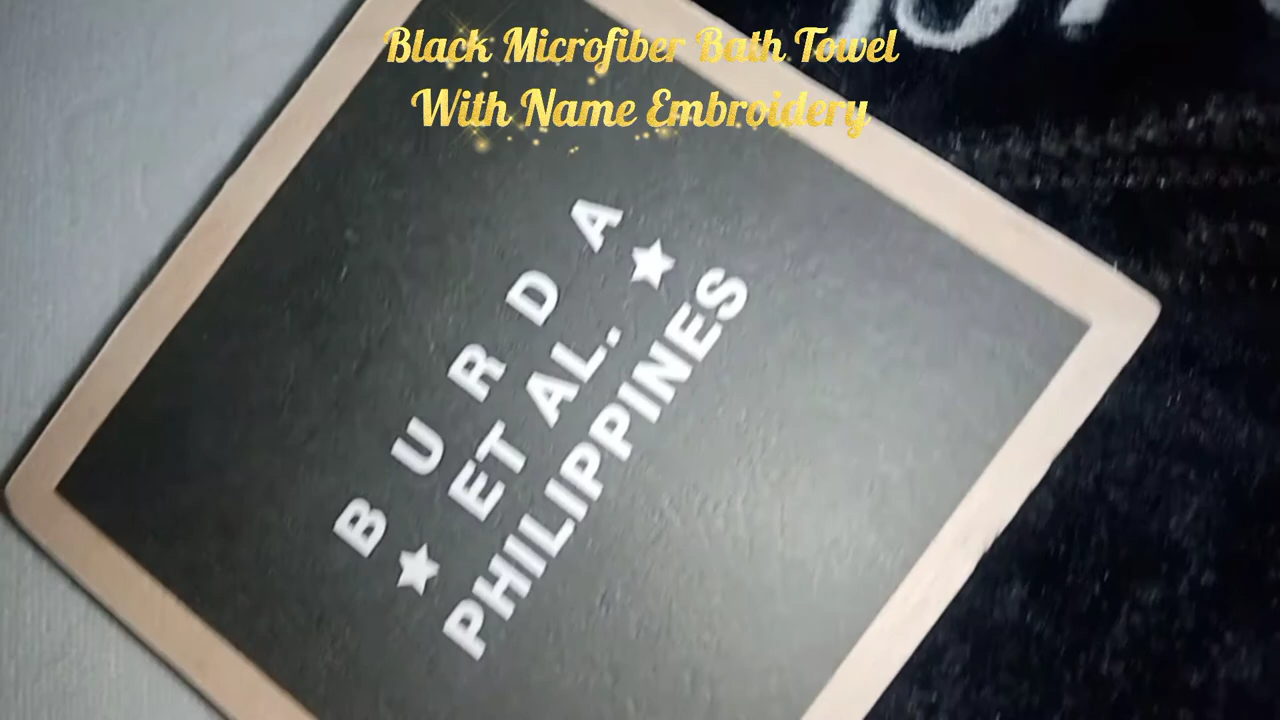 Black Microfiber Bath Towel
With Name Embroidery
B U R D A
★ ET AL. ★
PHILIPPINES